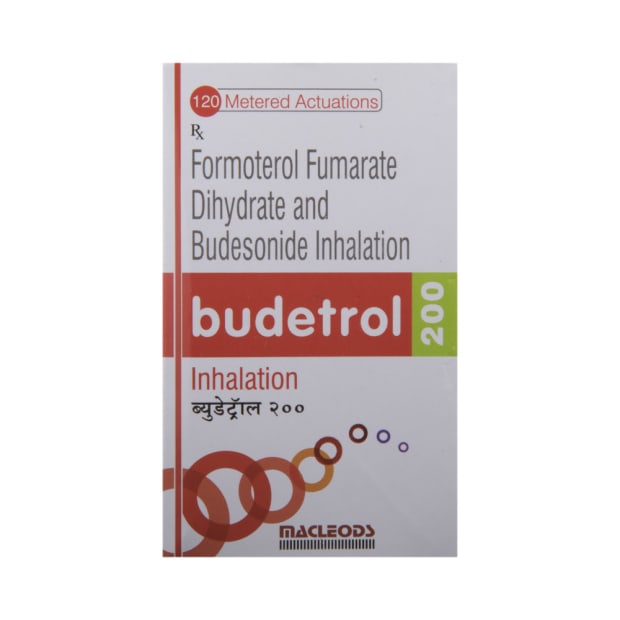 120 Metered Actuations
Rx
Formoterol Fumarate
Dihydrate and
Budesonide Inhalation
budetrol 200
Inhalation
ब्युडेट्रॉल २००
MACLEODS